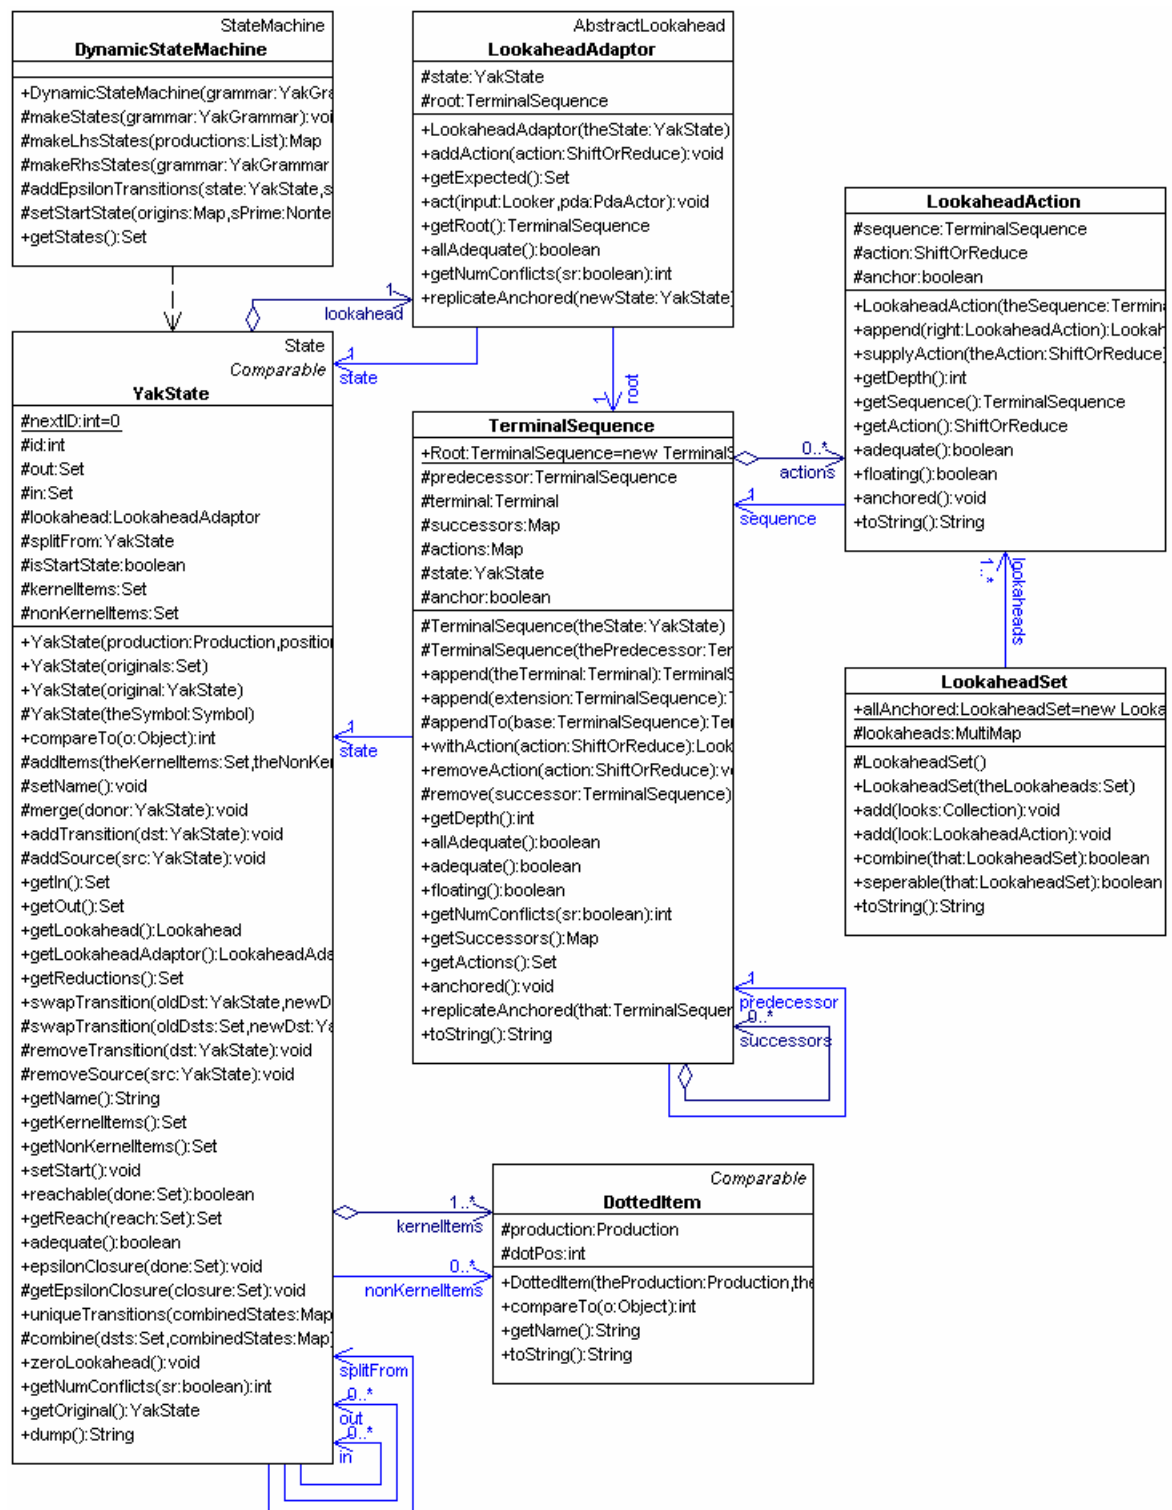 StateMachine
DynamicStateMachine
+DynamicStateMachine(grammar:YakGra
#makeStates(grammar:YakGrammar):voi
#makeLhsStates(productions:List):Map
#makeRhsStates(grammar:YakGrammar
#addEpsilonTransitions(state:YakState,s
#setStartState(origins:Map,sPrime:Nonte
+getStates():Set
AbstractLookahead
LookaheadAdaptor
#state:YakState
#root:TerminalSequence
+LookaheadAdaptor(theState:YakState)
+addAction(action:ShiftOrReduce):void
+getExpected():Set
+act(input:Looker,pda:PdaActor):void
+getRoot():TerminalSequence
+allAdequate():boolean
+getNumConflicts(sr:boolean):int
+replicateAnchored(newState:YakState)
LookaheadAction
#sequence:TerminalSequence
#action:ShiftOrReduce
#anchor:boolean
+LookaheadAction(theSequence:Termina
+append(right:LookaheadAction):Lookah
+supplyAction(theAction:ShiftOrReduce)
+getDepth():int
+getSequence():TerminalSequence
+getAction():ShiftOrReduce
+adequate():boolean
+floating():boolean
+anchored():void
+toString():String
1
lookahead
1
state
1
root
State
Comparable
YakState
#nextID:int=0
#id:int
#out:Set
#in:Set
#lookahead:LookaheadAdaptor
#splitFrom:YakState
#isStartState:boolean
#kernelItems:Set
#nonKernelItems:Set
+YakState(production:Production,position
+YakState(originals:Set)
+YakState(original:YakState)
#YakState(theSymbol:Symbol)
+compareTo(o:Object):int
#addItems(theKernelItems:Set,theNonKer
#setName():void
#merge(donor:YakState):void
+addTransition(dst:YakState):void
#addSource(src:YakState):void
+getIn():Set
+getOut():Set
+getLookahead():Lookahead
+getLookaheadAdaptor():LookaheadAda
+getReductions():Set
+swapTransition(oldDst:YakState,newD
#swapTransition(oldDsts:Set,newDst:Ya
#removeTransition(dst:YakState):void
#removeSource(src:YakState):void
+getName():String
+getKernelItems():Set
+getNonKernelItems():Set
+setStart():void
+reachable(done:Set):boolean
+getReach(reach:Set):Set
+adequate():boolean
+epsilonClosure(done:Set):void
#getEpsilonClosure(closure:Set):void
+uniqueTransitions(combinedStates:Map
#combine(dsts:Set,combinedStates:Map)
+zeroLookahead():void
+getNumConflicts(sr:boolean):int
+getOriginal():YakState
+dump():String
TerminalSequence
+Root:TerminalSequence=new TerminalS
#predecessor:TerminalSequence
#terminal:Terminal
#successors:Map
#actions:Map
#state:YakState
#anchor:boolean
#TerminalSequence(theState:YakState)
#TerminalSequence(thePredecessor:Ter
+append(theTerminal:Terminal):TerminalS
+append(extension:TerminalSequence):T
#appendTo(base:TerminalSequence):Ter
+withAction(action:ShiftOrReduce):Look
+removeAction(action:ShiftOrReduce):v
#remove(successor:TerminalSequence)
+getDepth():int
+allAdequate():boolean
+adequate():boolean
+floating():boolean
+getNumConflicts(sr:boolean):int
+getSuccessors():Map
+getActions():Set
+anchored():void
+replicateAnchored(that:TerminalSequen
+toString():String
0..*
actions
1
sequence
1..*
lookaheads
1
state
LookaheadSet
+allAnchored:LookaheadSet=new Looka
#lookaheads:MultiMap
#LookaheadSet()
+LookaheadSet(theLookaheads:Set)
+add(looks:Collection):void
+add(look:LookaheadAction):void
+combine(that:LookaheadSet):boolean
+seperable(that:LookaheadSet):boolean
+toString():String
1
predecessor
0..*
successors
1..*
kernelItems
0..*
nonKernelItems
Comparable
DottedItem
#production:Production
#dotPos:int
+DottedItem(theProduction:Production,the
+compareTo(o:Object):int
+getName():String
+toString():String
splitFrom
0..*
out
0..*
in